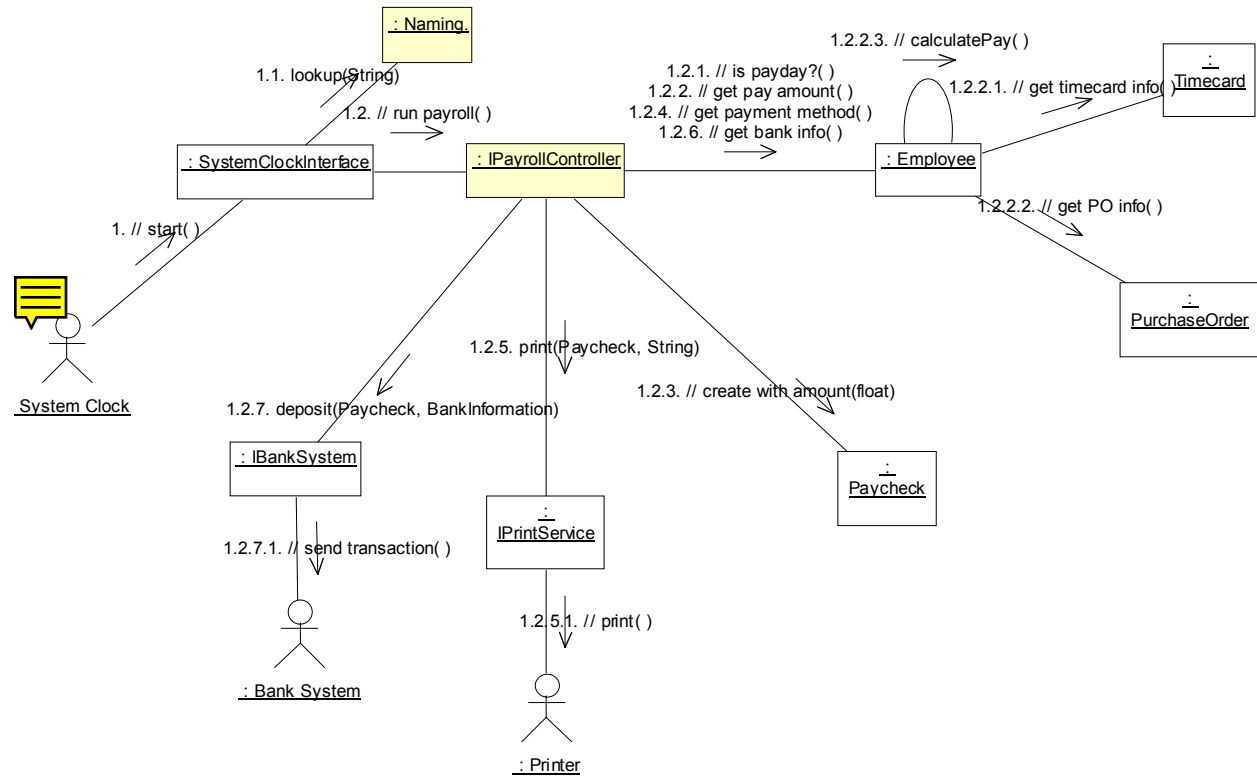 : Naming.
1.1. lookup(String)
1.2. // run payroll( )
: SystemClockInterface
1. // start( )
System Clock
: IPayrollController
1.2.1. // is payday?( )
1.2.2. // get pay amount( )
1.2.4. // get payment method( )
1.2.6. // get bank info( )
1.2.2.3. // calculatePay( )
: Employee
1.2.2.1. // get timecard info( )
:
Timecard
1.2.2.2. // get PO info( )
:
PurchaseOrder
1.2.5. print(Paycheck, String)
1.2.3. // create with amount(float)
1.2.7. deposit(Paycheck, BankInformation)
: IBankSystem
:
Paycheck
:
IPrintService
1.2.7.1. // send transaction( )
1.2.5.1. // print( )
: Bank System
: Printer